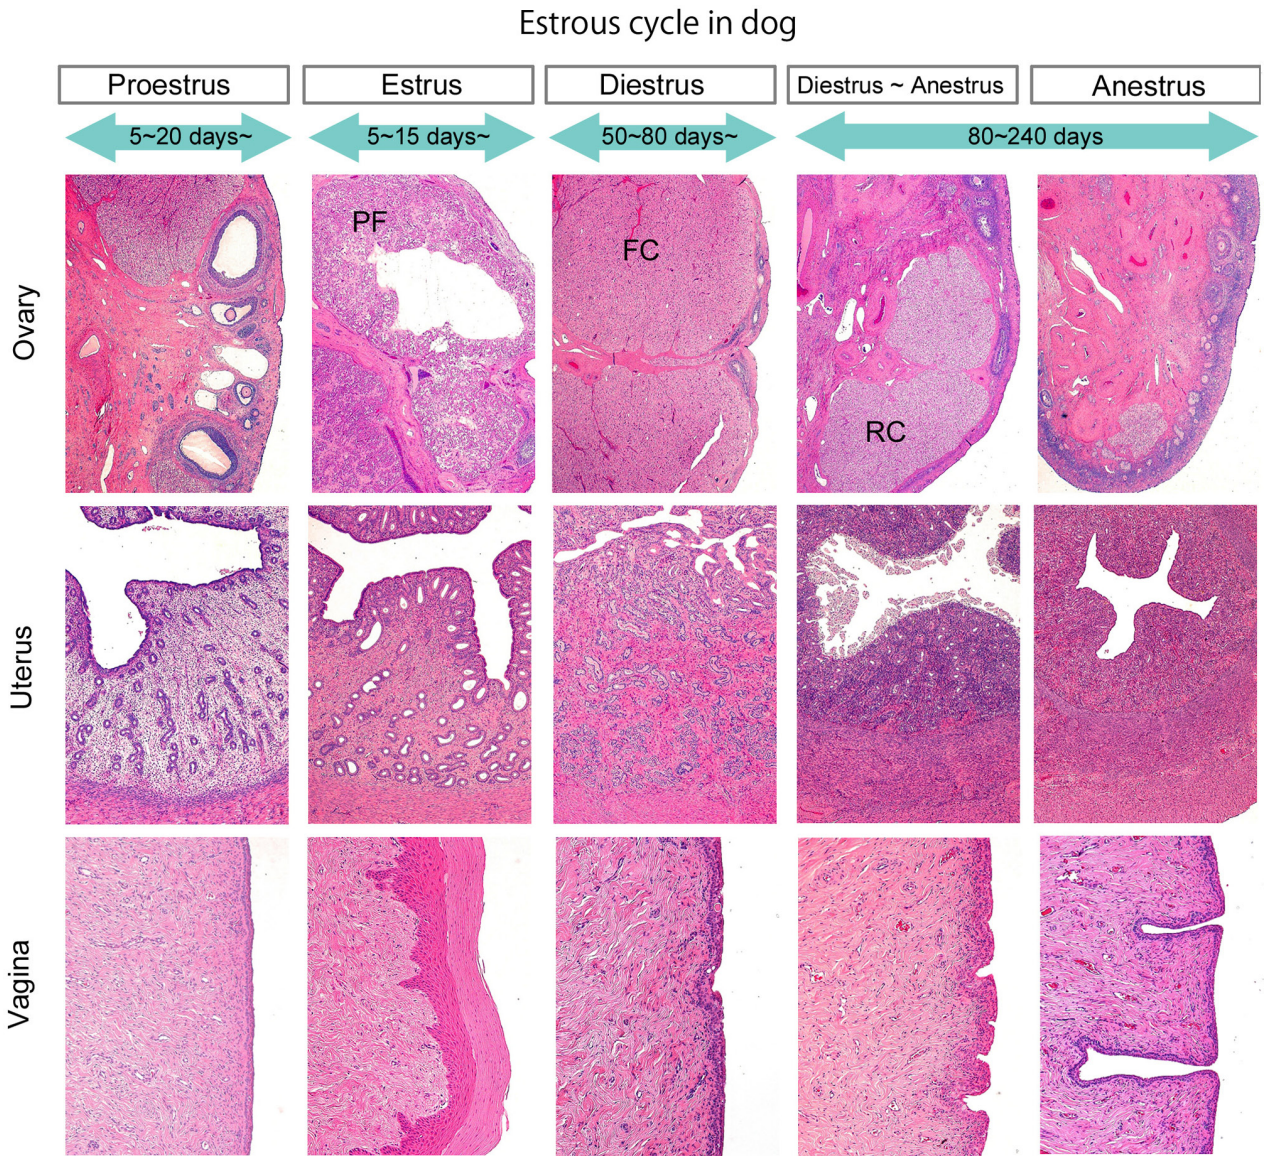 Estrous cycle in dog
Proestrus
Estrus
Diestrus
Diestrus ~ Anestrus
Anestrus
5~20 days~
5~15 days~
50~80 days~
80~240 days
Ovary
PF
FC
RC
Uterus
Vagina